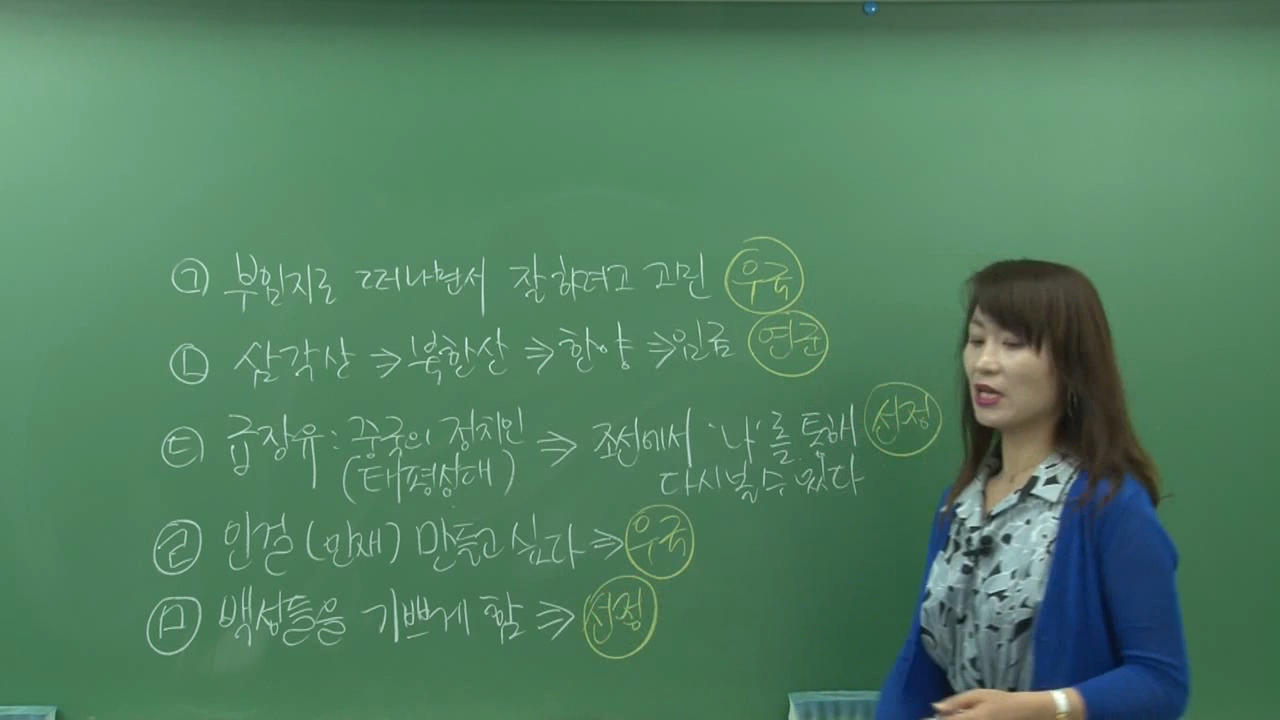 ㄱ 부임지로 떠나면서 잘하려고 고민 우국
ㄴ 삼각산 ⇒ 북한산 ⇒ 한양 ⇒ 임금 연군
ㄷ 급장유 : 중국의 정치인 ⇒ 조선에서 '나'를 통해 선정
(태평성대) 다시 볼 수 있다
ㄹ 인걸 (인재) 만들고 싶다 ⇒ 우국
ㅁ 백성들을 기쁘게 함 ⇒ 선정